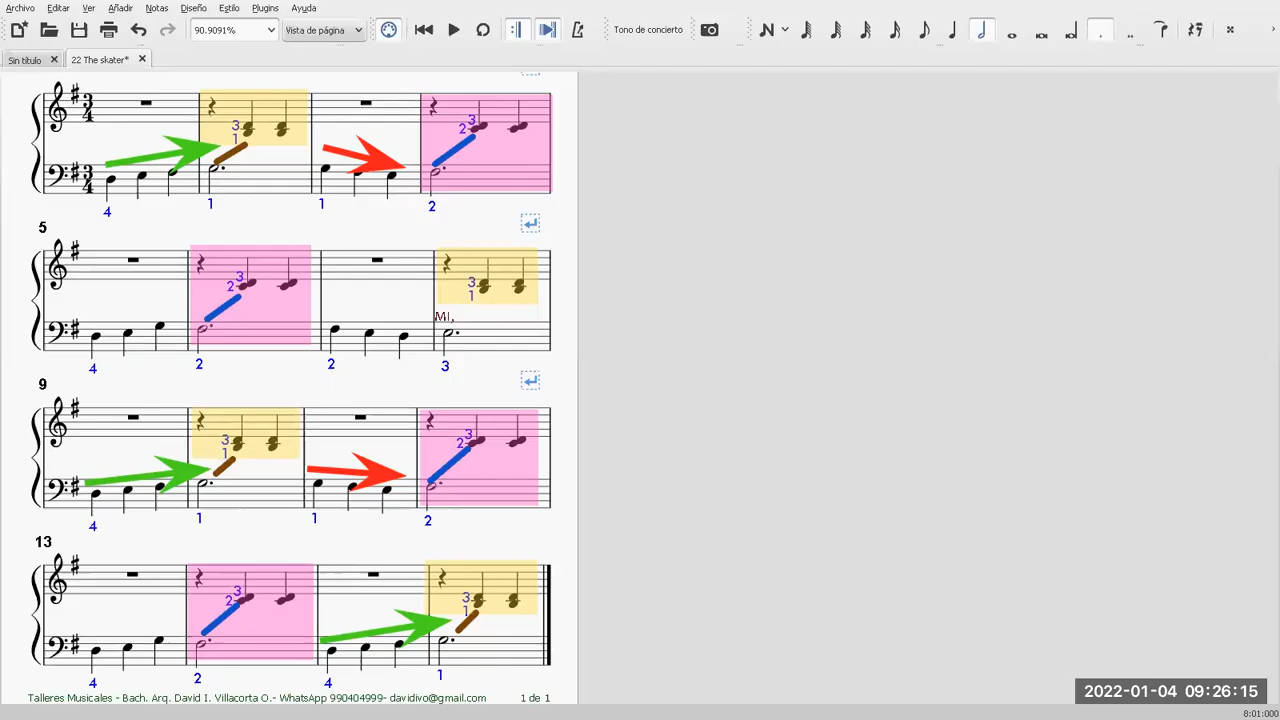 Archivo Editar Ver Añadir Notas Diseño Estilo Plugins Ayuda
90.9091% Vista de página Tono de concierto
Sin título 22 The skater*
3
4
3
1
3
2
3
4
4 1 1 2
5
3
2
3
1
MI,
4 2 2 3
9
3
1
3
2
4 1 1 2
13
3
2
3
1
4 2 4 1
Talleres Musicales - Bach. Arq. David I. Villacorta O.- WhatsApp 990404999- davidivo@gmail.com 1 de 1
2022-01-04 09:26:15
8:01:000